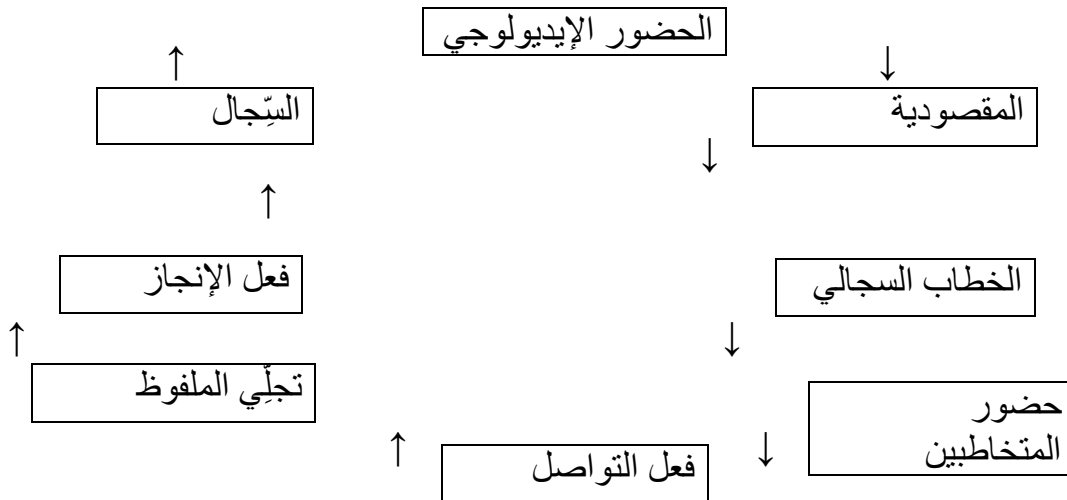 الحضور الإيديولوجي
↑
↓
السِّجال
المقصودية
↓
↑
فعل الإنجاز
الخطاب السجالي
↑
↓
تجلِّي الملفوظ
حضور
المتخاطبين
↑
فعل التواصل
↓